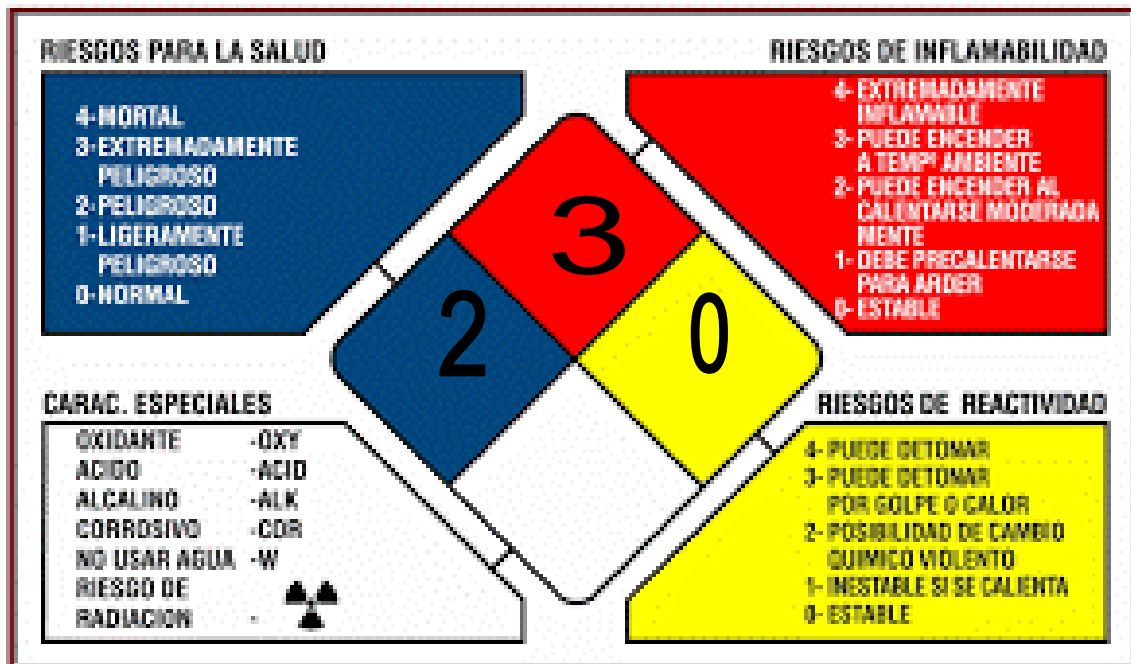 RIESGOS PARA LA SALUD
4-MORTAL
3-EXTREMADAMENTE
PELIGROSO
2-PELIGROSO
1-LIGERAMENTE
PELIGROSO
0-NORMAL
RIESGOS DE INFLAMABILIDAD
4- EXTREMADAMENTE
INFLAMABLE
3- PUEDE ENCENDER
A TEMPª AMBIENTE
2- PUEDE ENCENDER AL
CALENTARSE MODERADA
MENTE
1- DEBE PRECALENTARSE
PARA ARDER
0- ESTABLE
3
2
0
CARAC. ESPECIALES
OXIDANTE -OXY
ACIDO -ACID
ALCALINO -ALK
CORROSIVO -COR
NO USAR AGUA -W
RIESGO DE
RADIACION -
RIESGOS DE REACTIVIDAD
4- PUEDE DETONAR
3- PUEDE DETONAR
POR GOLPE O CALOR
2- POSIBILIDAD DE CAMBIO
QUIMICO VIOLENTO
1- INESTABLE SI SE CALIENTA
0- ESTABLE